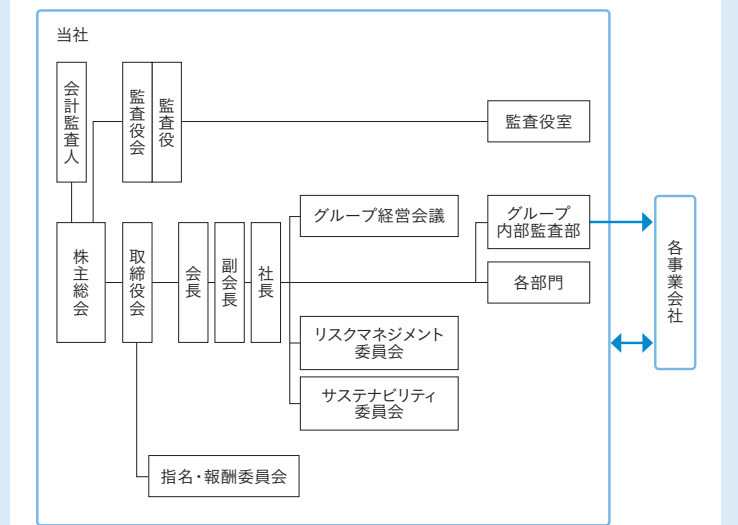 当社
会計監査人
監査役会
監査役
監査役室
株主総会
取締役会
会長
副会長
社長
グループ経営会議
グループ
内部監査部
各部門
リスクマネジメント
委員会
サステナビリティ
委員会
指名・報酬委員会
各事業会社